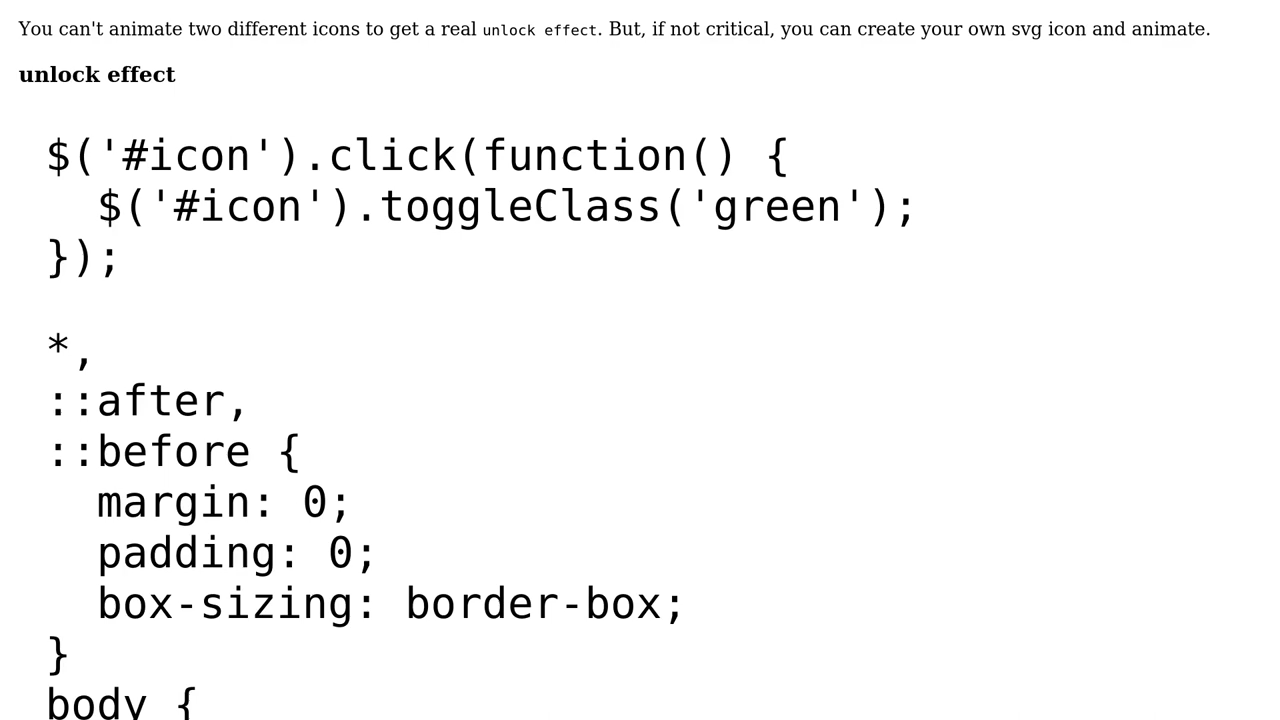 You can't animate two different icons to get a real unlock effect. But, if not critical, you can create your own svg icon and animate.
unlock effect
$('#icon').click(function() {
  $('#icon').toggleClass('green');
});
*,
::after,
::before {
  margin: 0;
  padding: 0;
  box-sizing: border-box;
}
body {